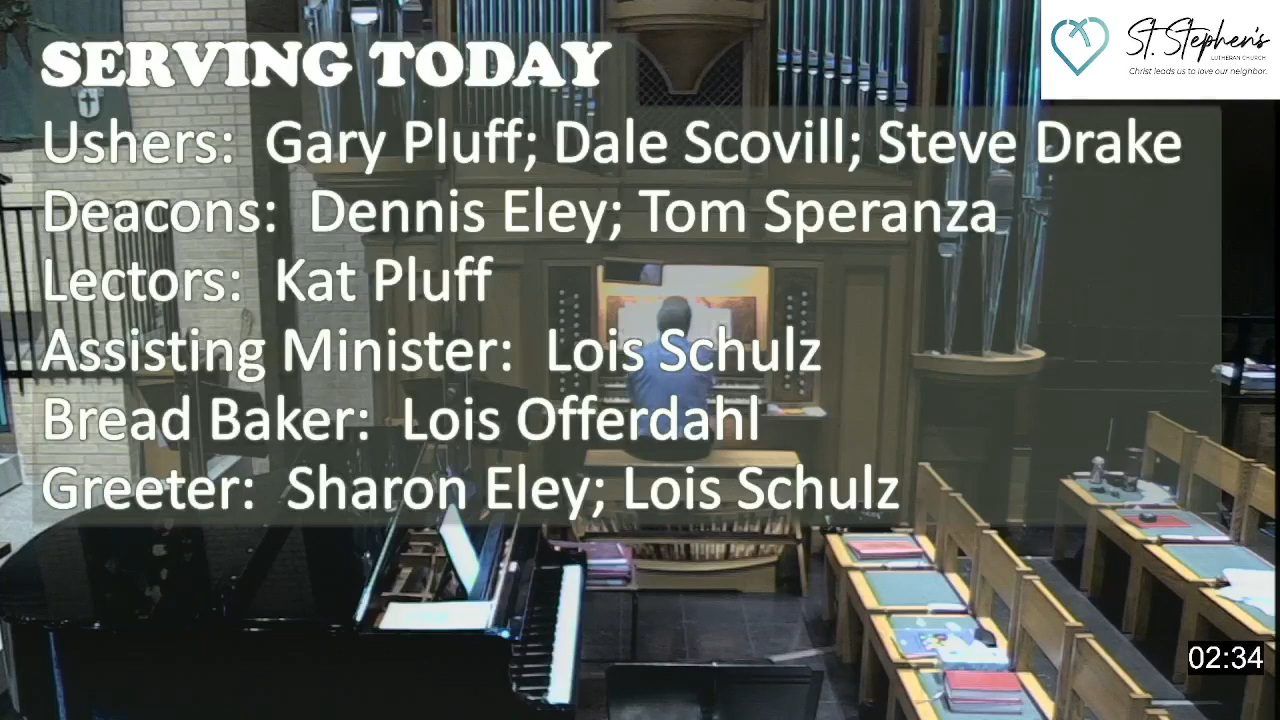 SERVING TODAY
St. Stephen's
LUTHERAN CHURCH
Christ leads us to love our neighbor.
Ushers: Gary Pluff; Dale Scovill; Steve Drake
Deacons: Dennis Eley; Tom Speranza
Lectors: Kat Pluff
Assisting Minister: Lois Schulz
Bread Baker: Lois Offerdahl
Greeter: Sharon Eley; Lois Schulz
02:34